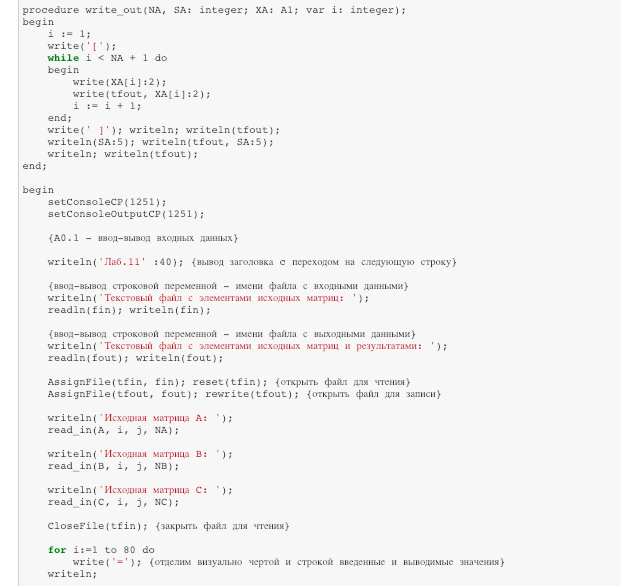 procedure write_out(NA, SA: integer; XA: A1; var i: integer);
begin
    i := 1;
    write('[');
    while i < NA + 1 do
    begin
        write(XA[i]:2);
        write(tfout, XA[i]:2);
        i := i + 1;
    end;
    write(' ]'); writeln; writeln(tfout);
    writeln(SA:5); writeln(tfout, SA:5);
    writeln; writeln(tfout);
end;

begin
    setConsoleCP(1251);
    setConsoleOutputCP(1251);

    {A0.1 - ввод-вывод входных данных}

    writeln('Лаб.11' :40); {вывод заголовка с переходом на следующую строку}

    {ввод-вывод строковой переменной - имени файла с входными данными}
    writeln('Текстовый файл с элементами исходных матриц: ');
    readln(fin); writeln(fin);

    {ввод-вывод строковой переменной - имени файла с выходными данными}
    writeln('Текстовый файл с элементами исходных матриц и результатами: ');
    readln(fout); writeln(fout);

    AssignFile(tfin, fin); reset(tfin); {открыть файл для чтения}
    AssignFile(tfout, fout); rewrite(tfout); {открыть файл для записи}

    writeln('Исходная матрица A: ');
    read_in(A, i, j, NA);

    writeln('Исходная матрица B: ');
    read_in(B, i, j, NB);

    writeln('Исходная матрица C: ');
    read_in(C, i, j, NC);

    CloseFile(tfin); {закрыть файл для чтения}

    for i:=1 to 80 do
        write('='); {отделим визуально чертой и строкой введенные и выводимые значения}
    writeln;